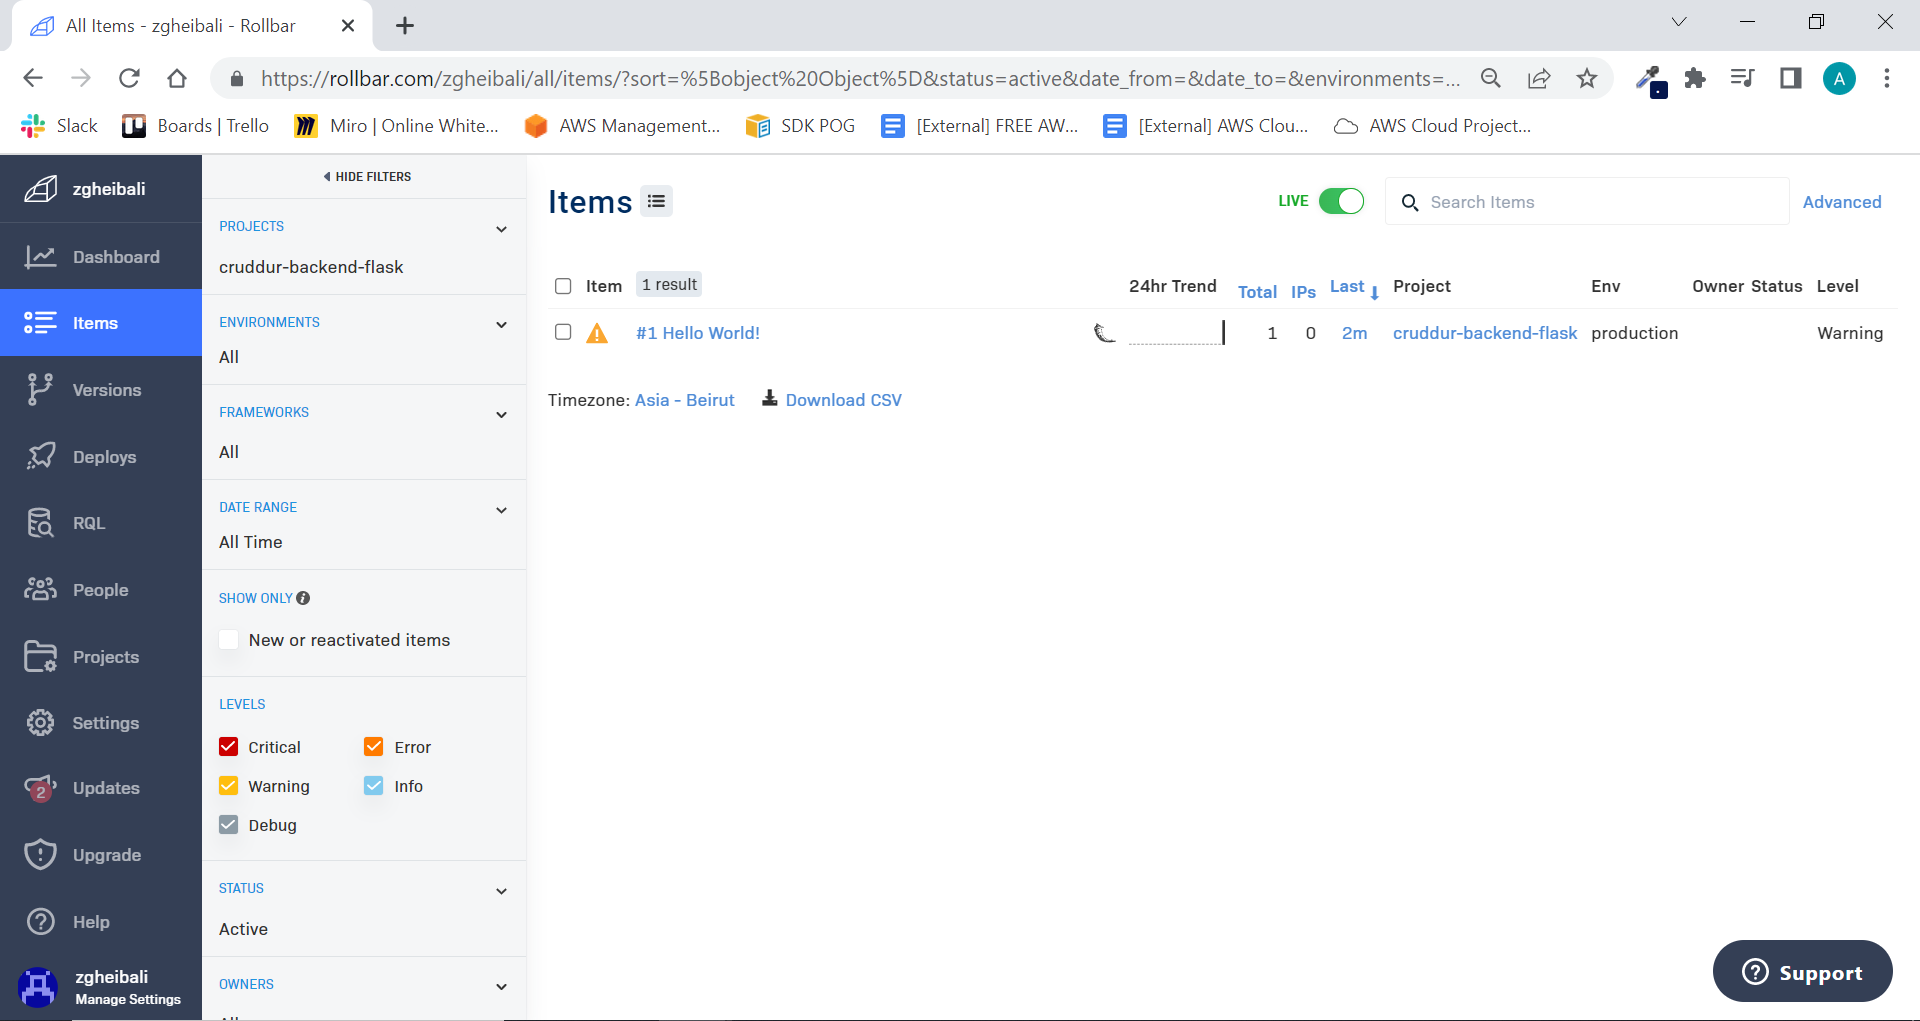 All Items - zgheibali - Rollbar
https://rollbar.com/zgheibali/all/items/?sort=%5Bobject%20Object%5D&status=active&date_from=&date_to=&environments=...
A
Slack
Boards | Trello
Miro | Online White...
AWS Management...
SDK POG
[External] FREE AW...
[External] AWS Clou...
AWS Cloud Project...
zgheibali
Dashboard
Items
Versions
Deploys
RQL
People
Projects
Settings
2 Updates
Upgrade
Help
zgheibali
Manage Settings
HIDE FILTERS
PROJECTS
cruddur-backend-flask
ENVIRONMENTS
All
FRAMEWORKS
All
DATE RANGE
All Time
SHOW ONLY
New or reactivated items
LEVELS
Critical Error
Warning Info
Debug
STATUS
Active
OWNERS
Items
LIVE
Search Items
Advanced
Item 1 result 24hr Trend Total IPs Last Project Env Owner Status Level
#1 Hello World! 1 0 2m cruddur-backend-flask production Warning
Timezone: Asia - Beirut Download CSV
Support